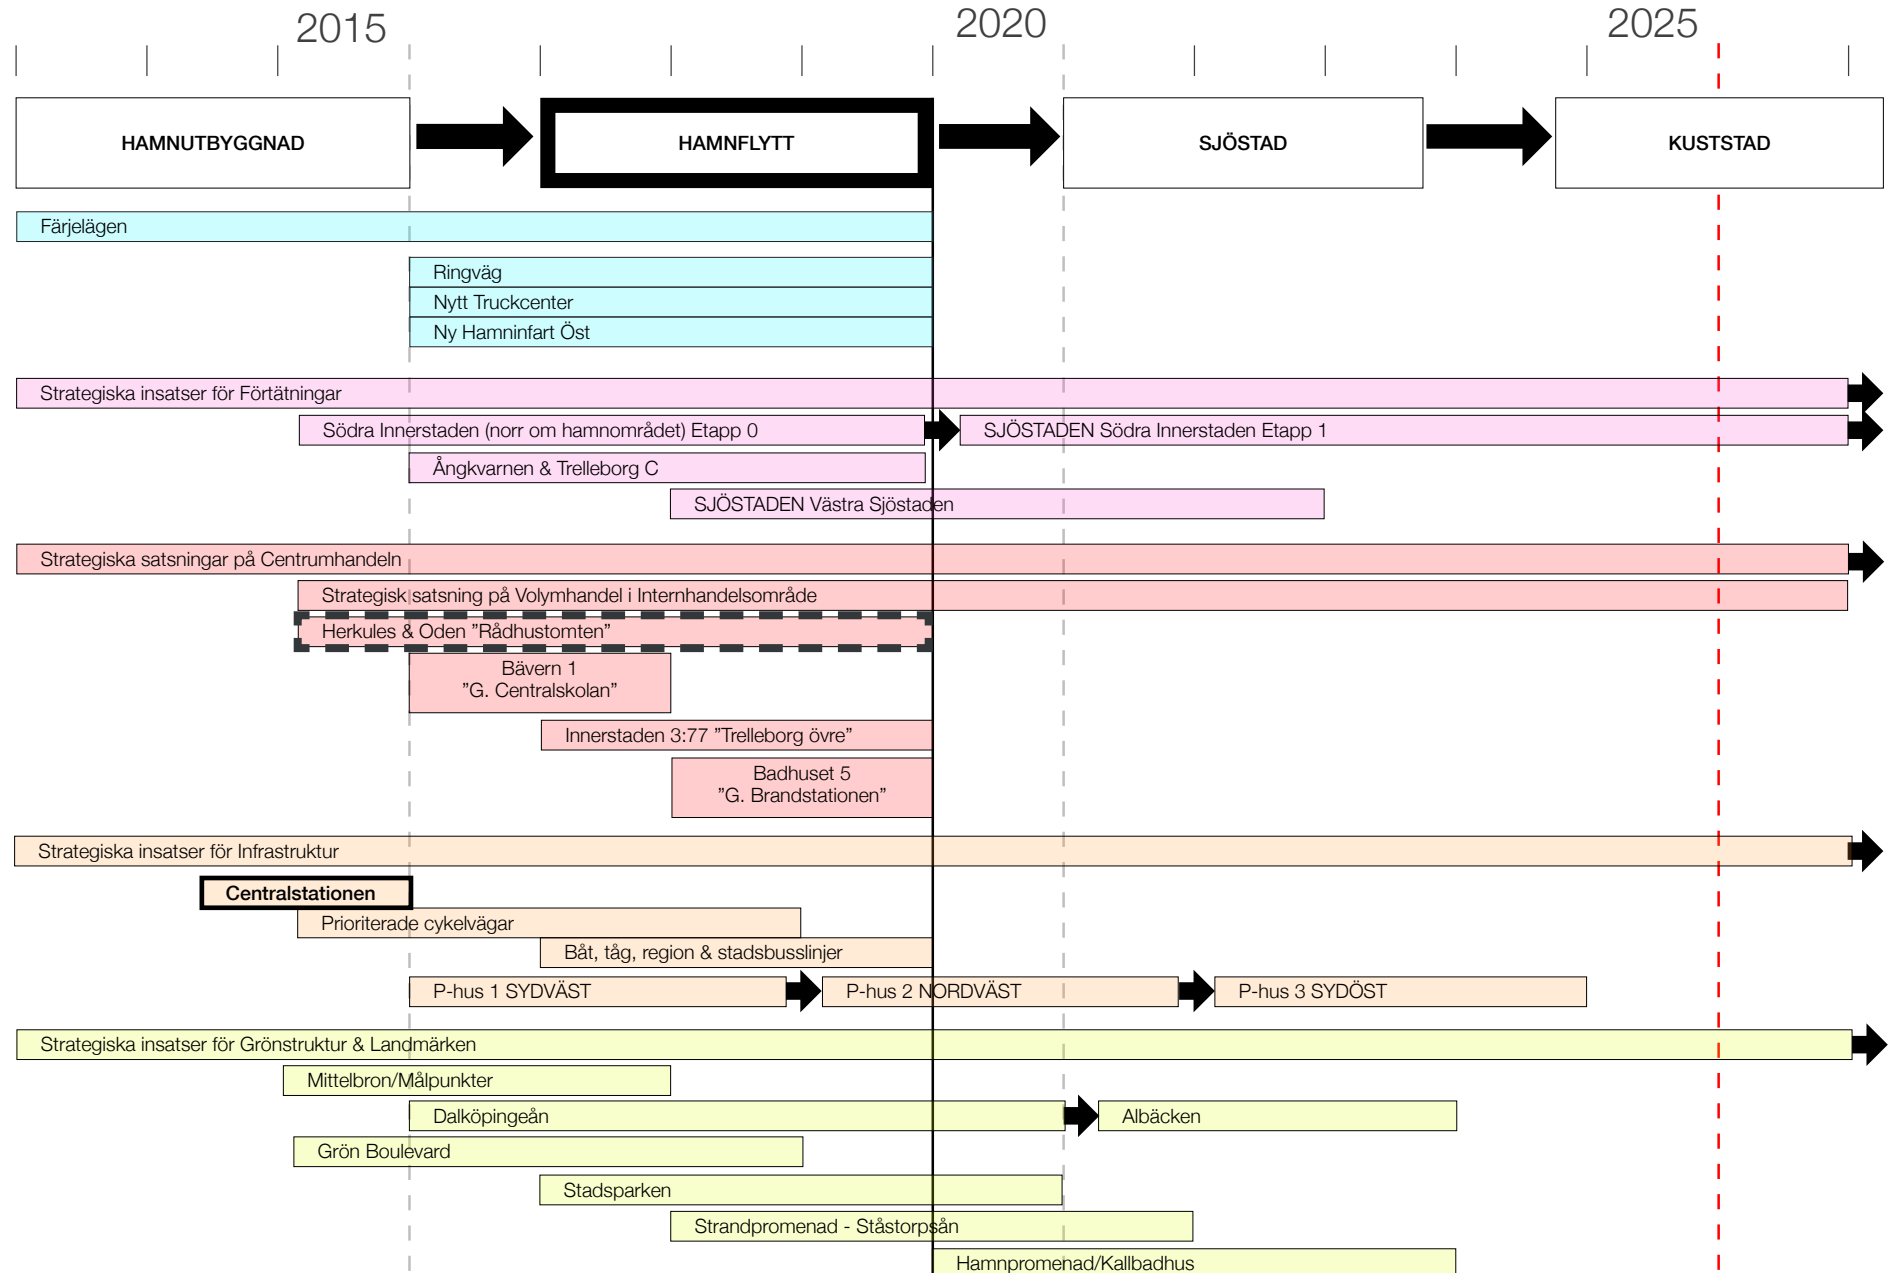 2015
2020
2025
HAMNUTBYGGNAD
HAMNFLYTT
SJÖSTAD
KUSTSTAD
Färjelägen
Ringväg
Nytt Truckcenter
Ny Hamninfart Öst
Strategiska insatser för Förtätningar
Södra Innerstaden (norr om hamnområdet) Etapp 0
SJÖSTADEN Södra Innerstaden Etapp 1
Ångkvarnen & Trelleborg C
SJÖSTADEN Västra Sjöstaden
Strategiska satsningar på Centrumhandeln
Strategisk satsning på Volymhandel i Internhandelsområde
Herkules & Oden ”Rådhustomten”
Bävern 1
”G. Centralskolan”
Innerstaden 3:77 ”Trelleborg övre”
Badhuset 5
”G. Brandstationen”
Strategiska insatser för Infrastruktur
Centralstationen
Prioriterade cykelvägar
Båt, tåg, region & stadsbusslinjer
P-hus 1 SYDVÄST
P-hus 2 NORDVÄST
P-hus 3 SYDÖST
Strategiska insatser för Grönstruktur & Landmärken
Mittelbron/Målpunkter
Dalköpingeån
Albäcken
Grön Boulevard
Stadsparken
Strandpromenad - Ståstorpsån
Hamnpromenad/Kallbadhus